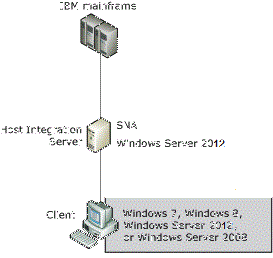 IBM mainframe
Host Integration
Server
SNA
Windows Server 2012
Client
Windows 7, Windows 8,
Windows Server 2012,
or Windows Server 2008